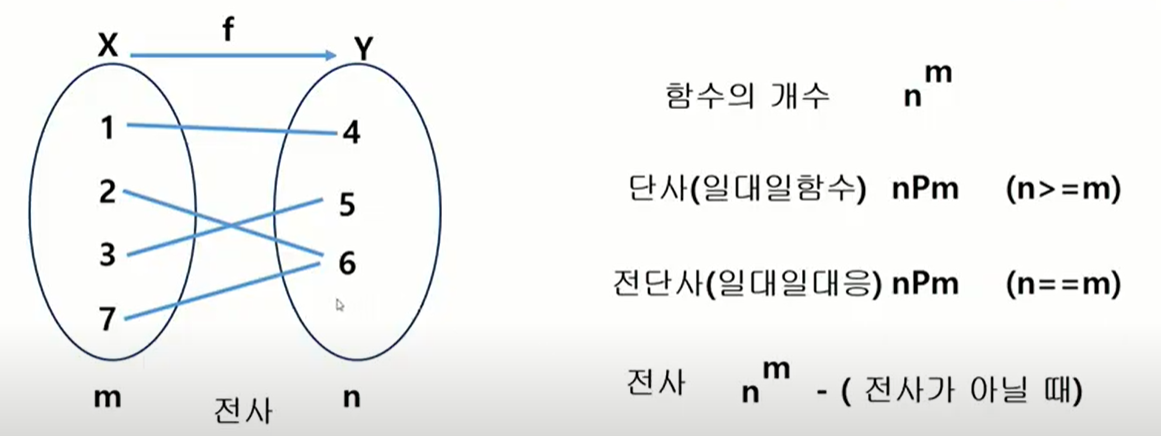 f
X Y
1 4
2 5
3 6
7
m 전사 n
함수의 개수 n^m
단사(일대일함수) nPm (n>=m)
전단사(일대일대응) nPm (n==m)
전사 n^m - ( 전사가 아닐 때)